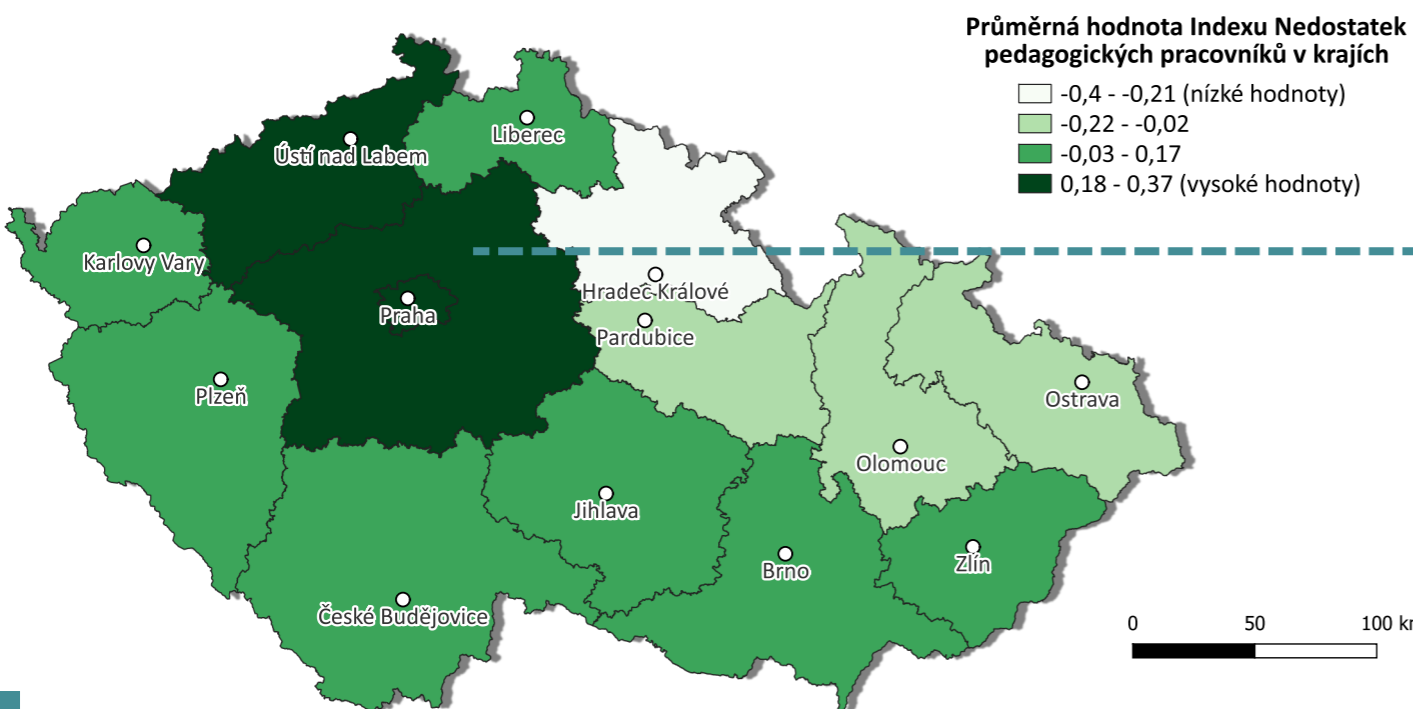 Průměrná hodnota Indexu Nedostatek
pedagogických pracovníků v krajích
-0,4 - -0,21 (nízké hodnoty)
-0,22 - -0,02
-0,03 - 0,17
0,18 - 0,37 (vysoké hodnoty)
Liberec
Ústí nad Labem
Karlovy Vary
Hradec Králové
Praha
Pardubice
Plzeň
Ostrava
Olomouc
Jihlava
Zlín
Brno
České Budějovice
0 50 100 km